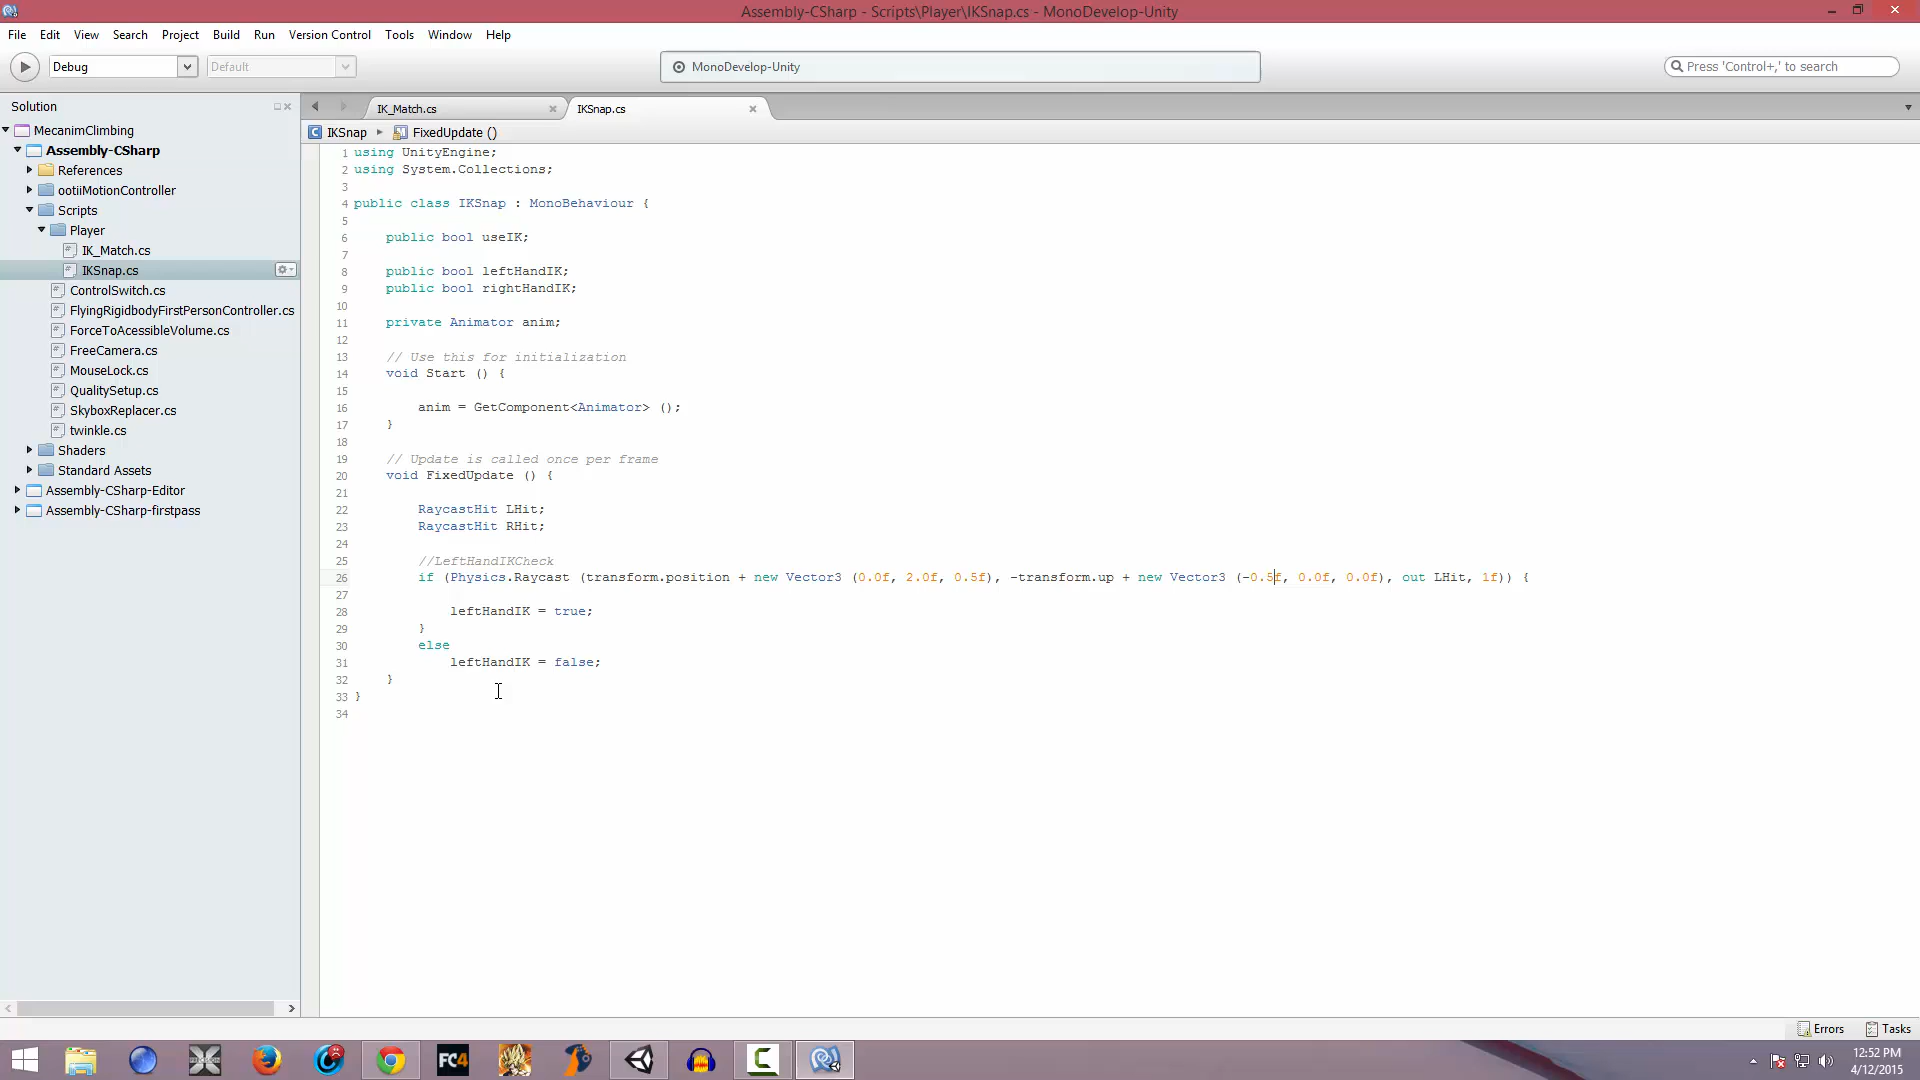 Assembly-CSharp - Scripts\Player\IKSnap.cs - MonoDevelop-Unity
File Edit View Search Project Build Run Version Control Tools Window Help
Debug Default MonoDevelop-Unity Press 'Control+,' to search
Solution
MecanimClimbing
Assembly-CSharp
References
ootiiMotionController
Scripts
Player
IK_Match.cs
IKSnap.cs
ControlSwitch.cs
FlyingRigidbodyFirstPersonController.cs
ForceToAcessibleVolume.cs
FreeCamera.cs
MouseLock.cs
QualitySetup.cs
SkyboxReplacer.cs
twinkle.cs
Shaders
Standard Assets
Assembly-CSharp-Editor
Assembly-CSharp-firstpass
IK_Match.cs IKSnap.cs
IKSnap FixedUpdate ()
1 using UnityEngine;
2 using System.Collections;
3
4 public class IKSnap : MonoBehaviour {
5
6 public bool useIK;
7
8 public bool leftHandIK;
9 public bool rightHandIK;
10
11 private Animator anim;
12
13 // Use this for initialization
14 void Start () {
15
16 anim = GetComponent<Animator> ();
17 }
18
19 // Update is called once per frame
20 void FixedUpdate () {
21
22 RaycastHit LHit;
23 RaycastHit RHit;
24
25 //LeftHandIKCheck
26 if (Physics.Raycast (transform.position + new Vector3 (0.0f, 2.0f, 0.5f), -transform.up + new Vector3 (-0.5f, 0.0f, 0.0f), out LHit, 1f)) {
27
28 leftHandIK = true;
29 }
30 else
31 leftHandIK = false;
32 }
33 }
34
Errors Tasks
FC4
12:52 PM
4/12/2015